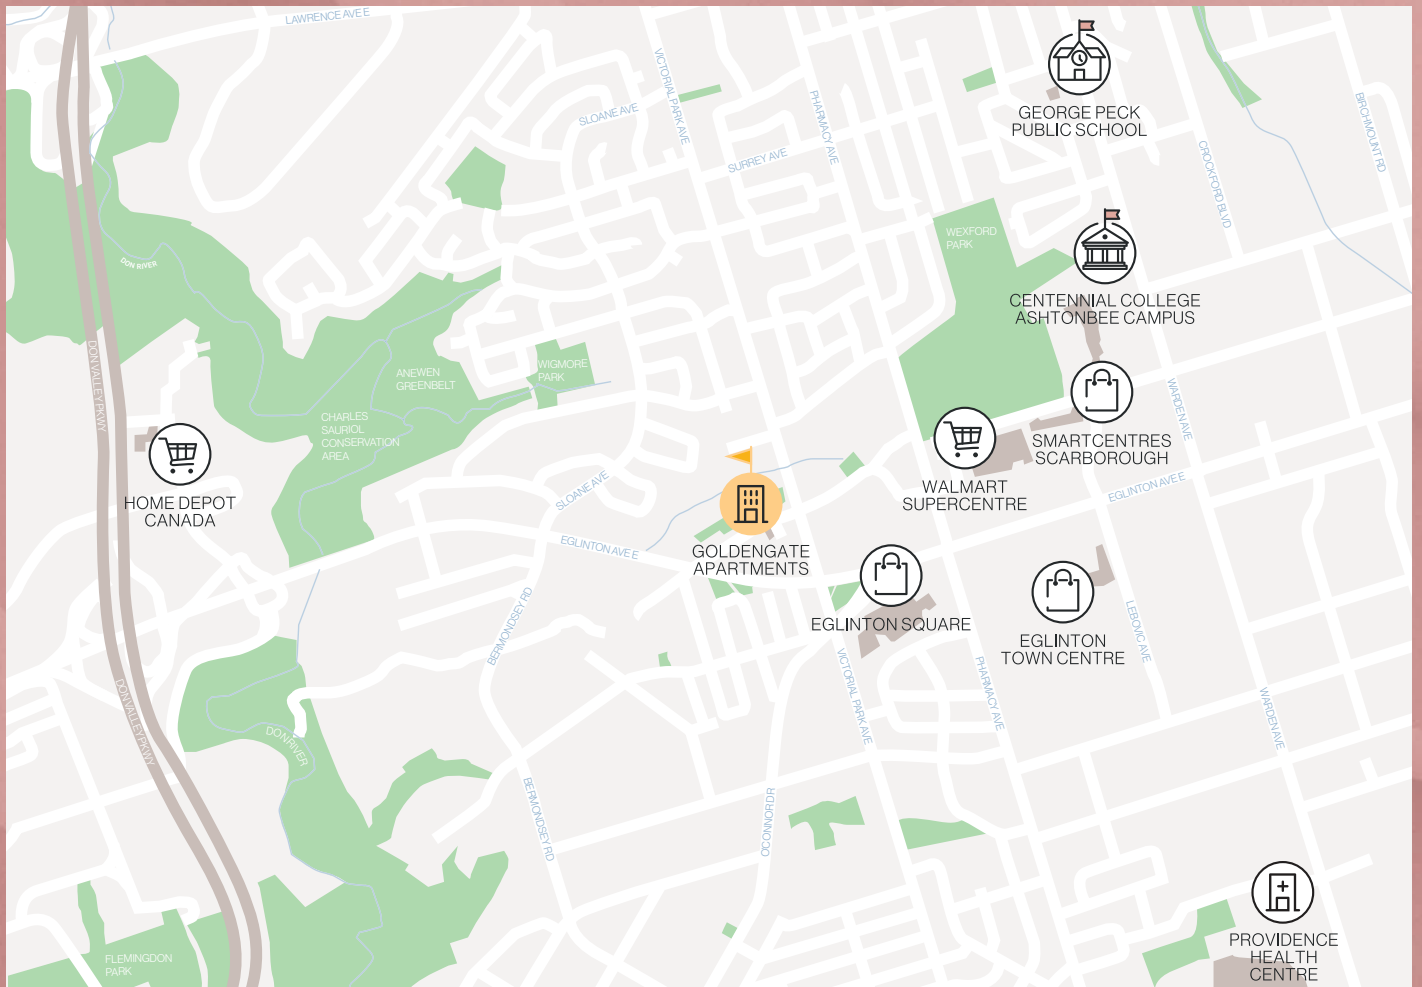 LAWRENCE AVE E
VICTORIAL PARK AVE
SLOANE AVE
PHARMACY AVE
SURREY AVE
GEORGE PECK
PUBLIC SCHOOL
CROCKFORD BLVD
BIRCHMOUNT RD
WEXFORD
PARK
DON RIVER
CENTENNIAL COLLEGE
ASHTONBEE CAMPUS
DON VALLEY PKWY
ANEWEN
GREENBELT
WIGMORE
PARK
CHARLES
SAURIOL
CONSERVATION
AREA
WARDEN AVE
SMARTCENTRES
SCARBOROUGH
HOME DEPOT
CANADA
SLOANE AVE
WALMART
SUPERCENTRE
EGLINTON AVE E
EGLINTON AVE E
GOLDENGATE
APARTMENTS
BERMONDSEY RD
EGLINTON SQUARE
EGLINTON
TOWN CENTRE
LEBOVIC AVE
VICTORIAL PARK AVE
PHARMACY AVE
WARDEN AVE
DON VALLEY PKWY
DON RIVER
BERMONDSEY RD
OCONNOR DR
FLEMINGDON
PARK
PROVIDENCE
HEALTH
CENTRE